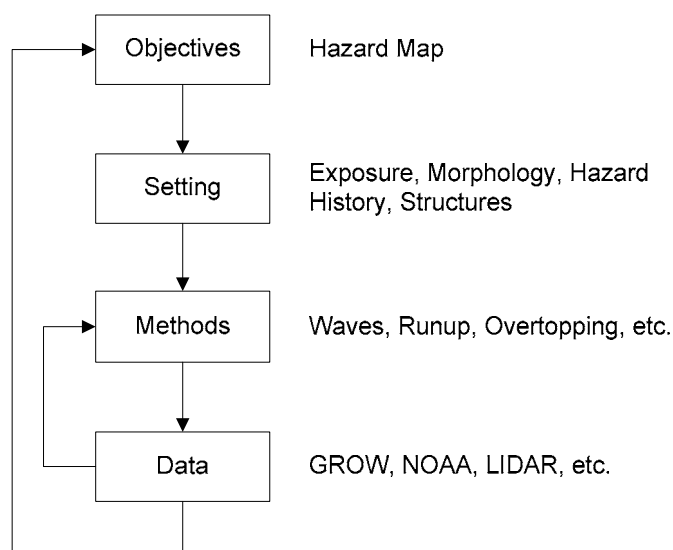 Objectives
Hazard Map
Setting
Exposure, Morphology, Hazard
History, Structures
Methods
Waves, Runup, Overtopping, etc.
Data
GROW, NOAA, LIDAR, etc.